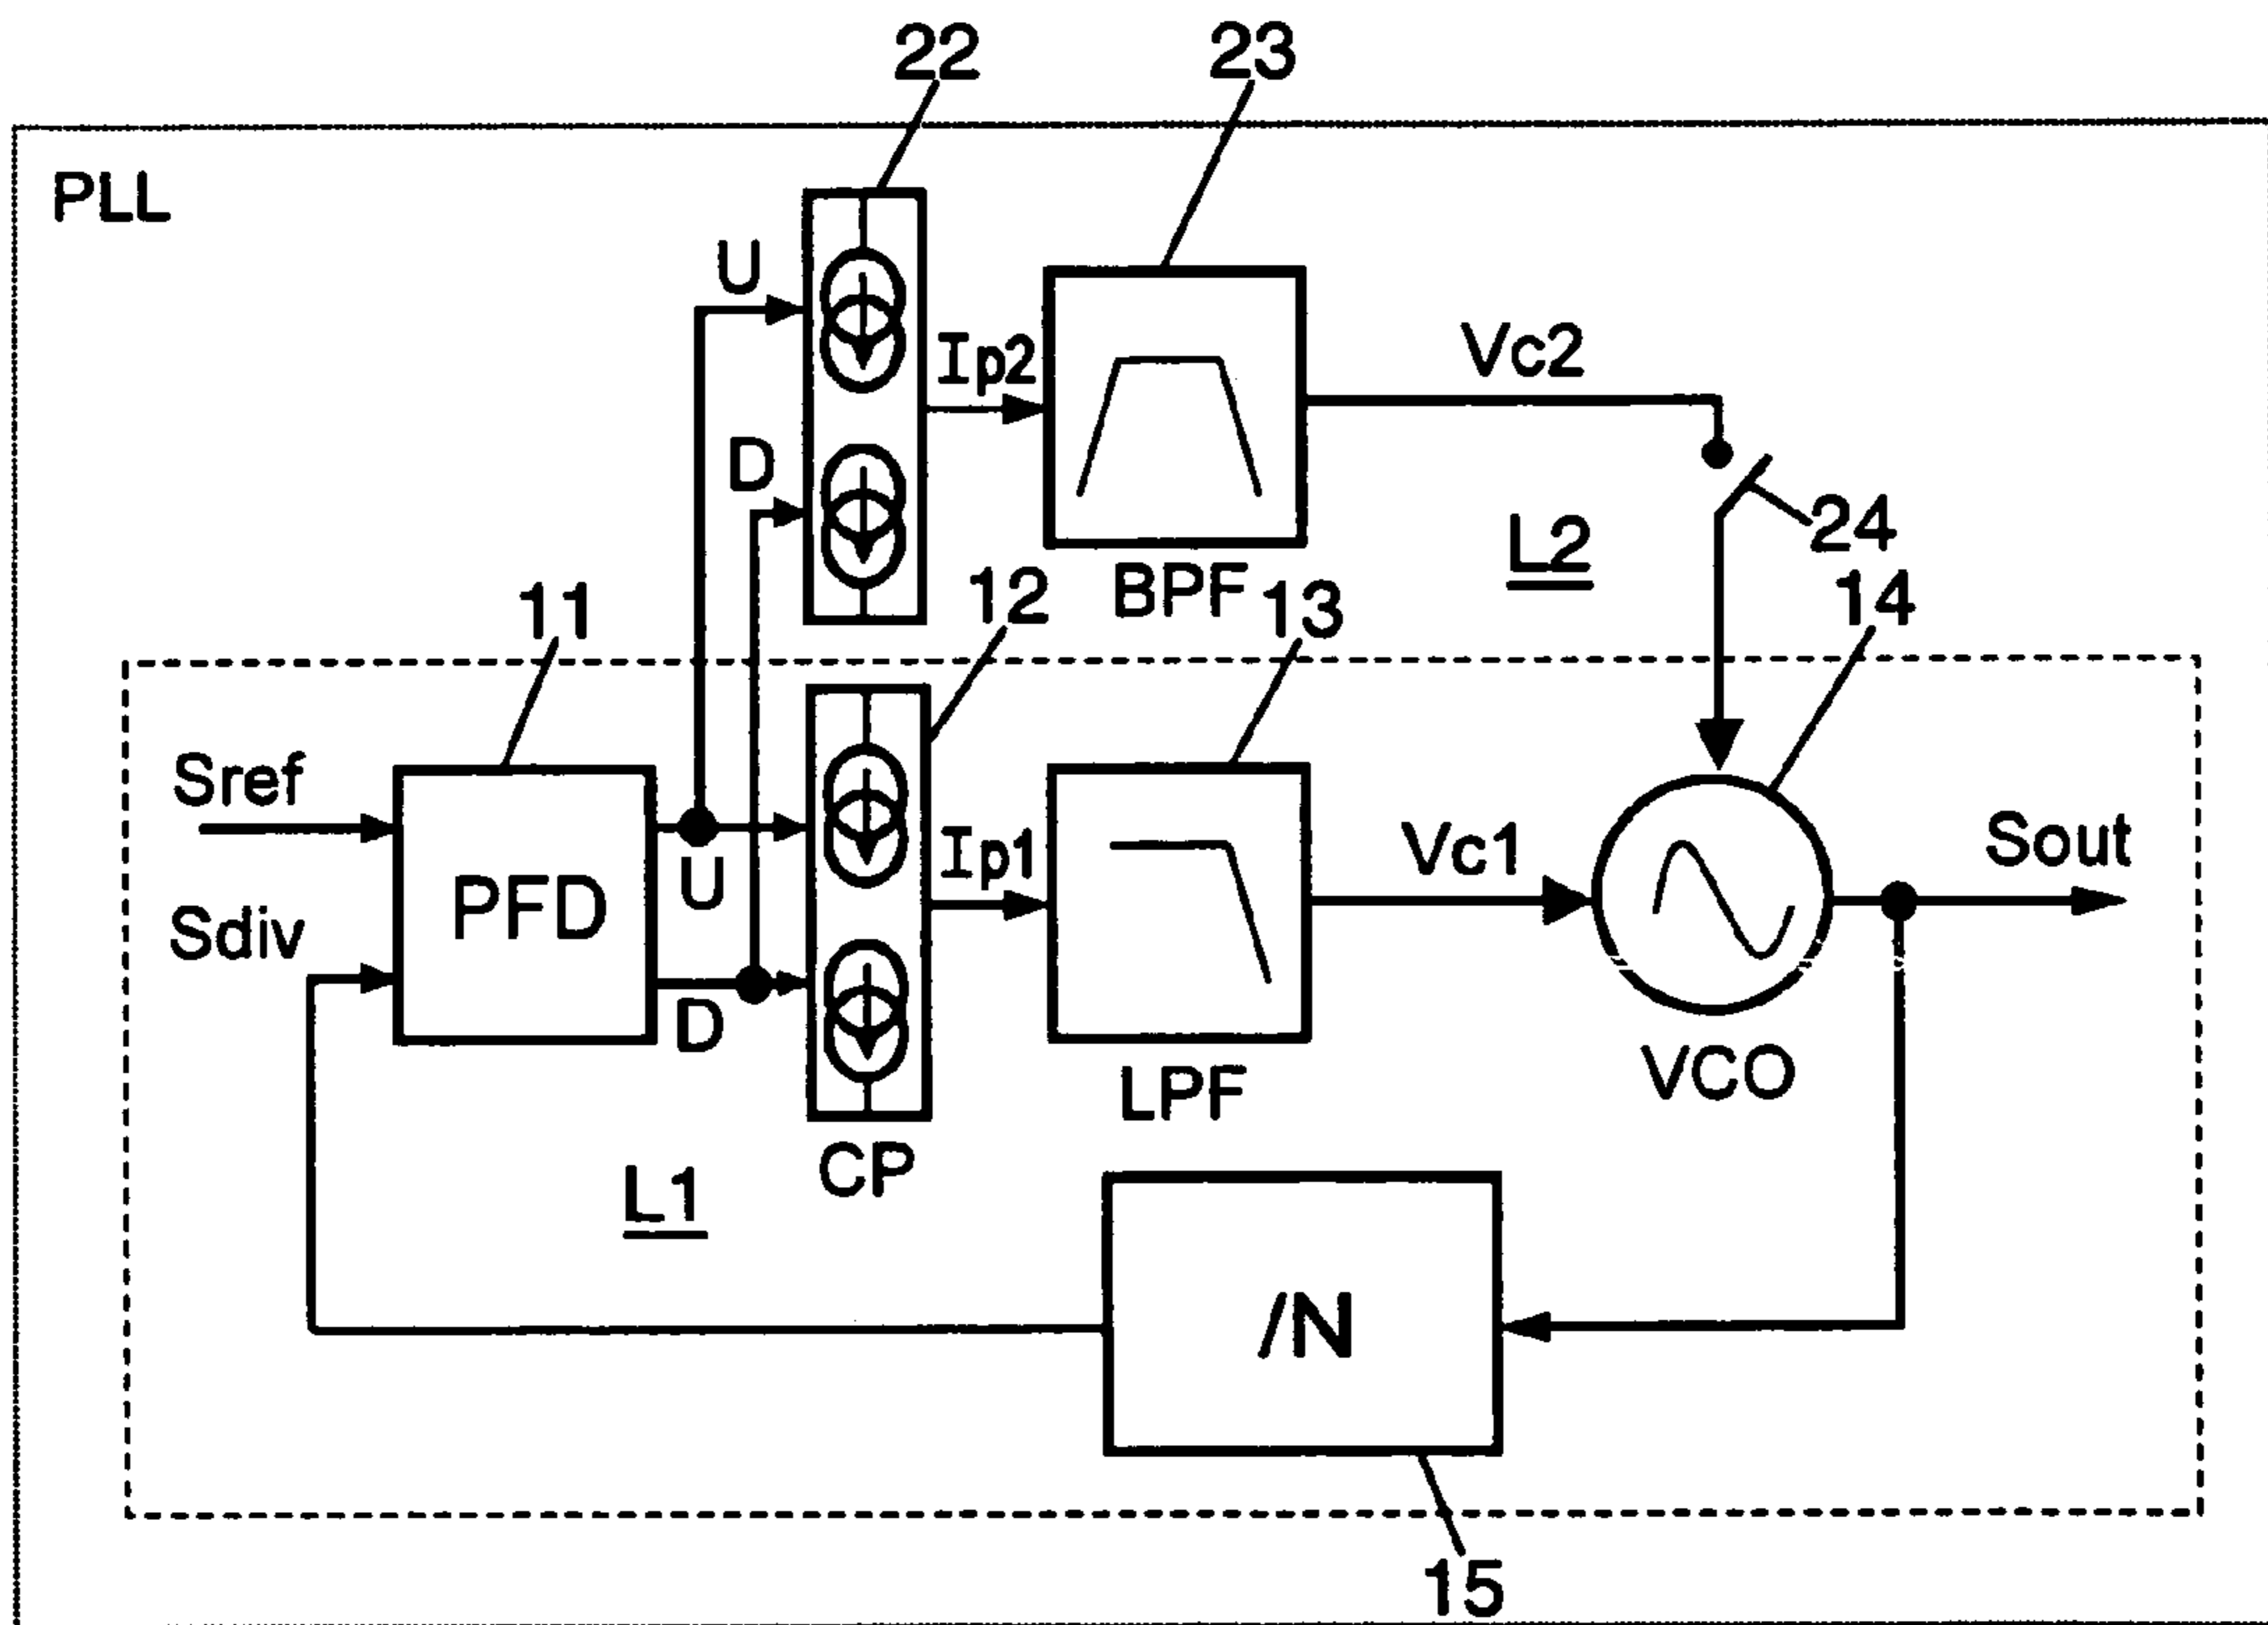 22
23
PLL
U
Ip2
Vc2
D
24
L2
BPF
11
12
13
14
Sref
Ip1
Vc1
Sout
U
PFD
Sdiv
D
VCO
LPF
CP
L1
/N
15